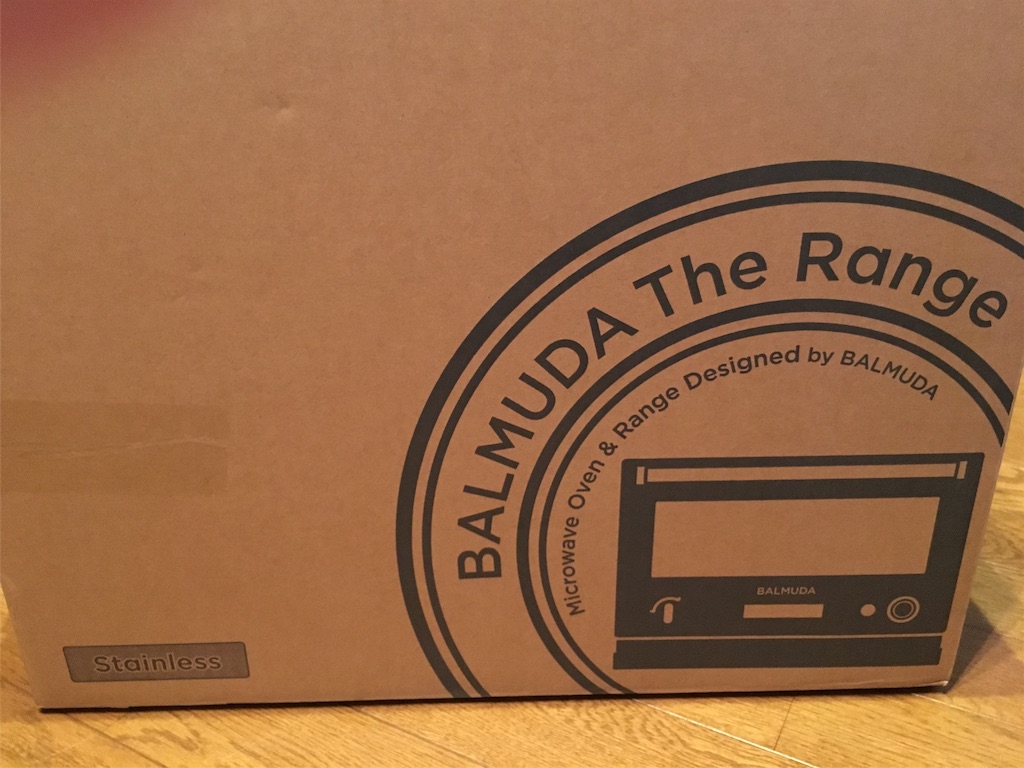 BALMUDA The Range
Microwave Oven & Range Designed by BALMUDA
BALMUDA
Stainless